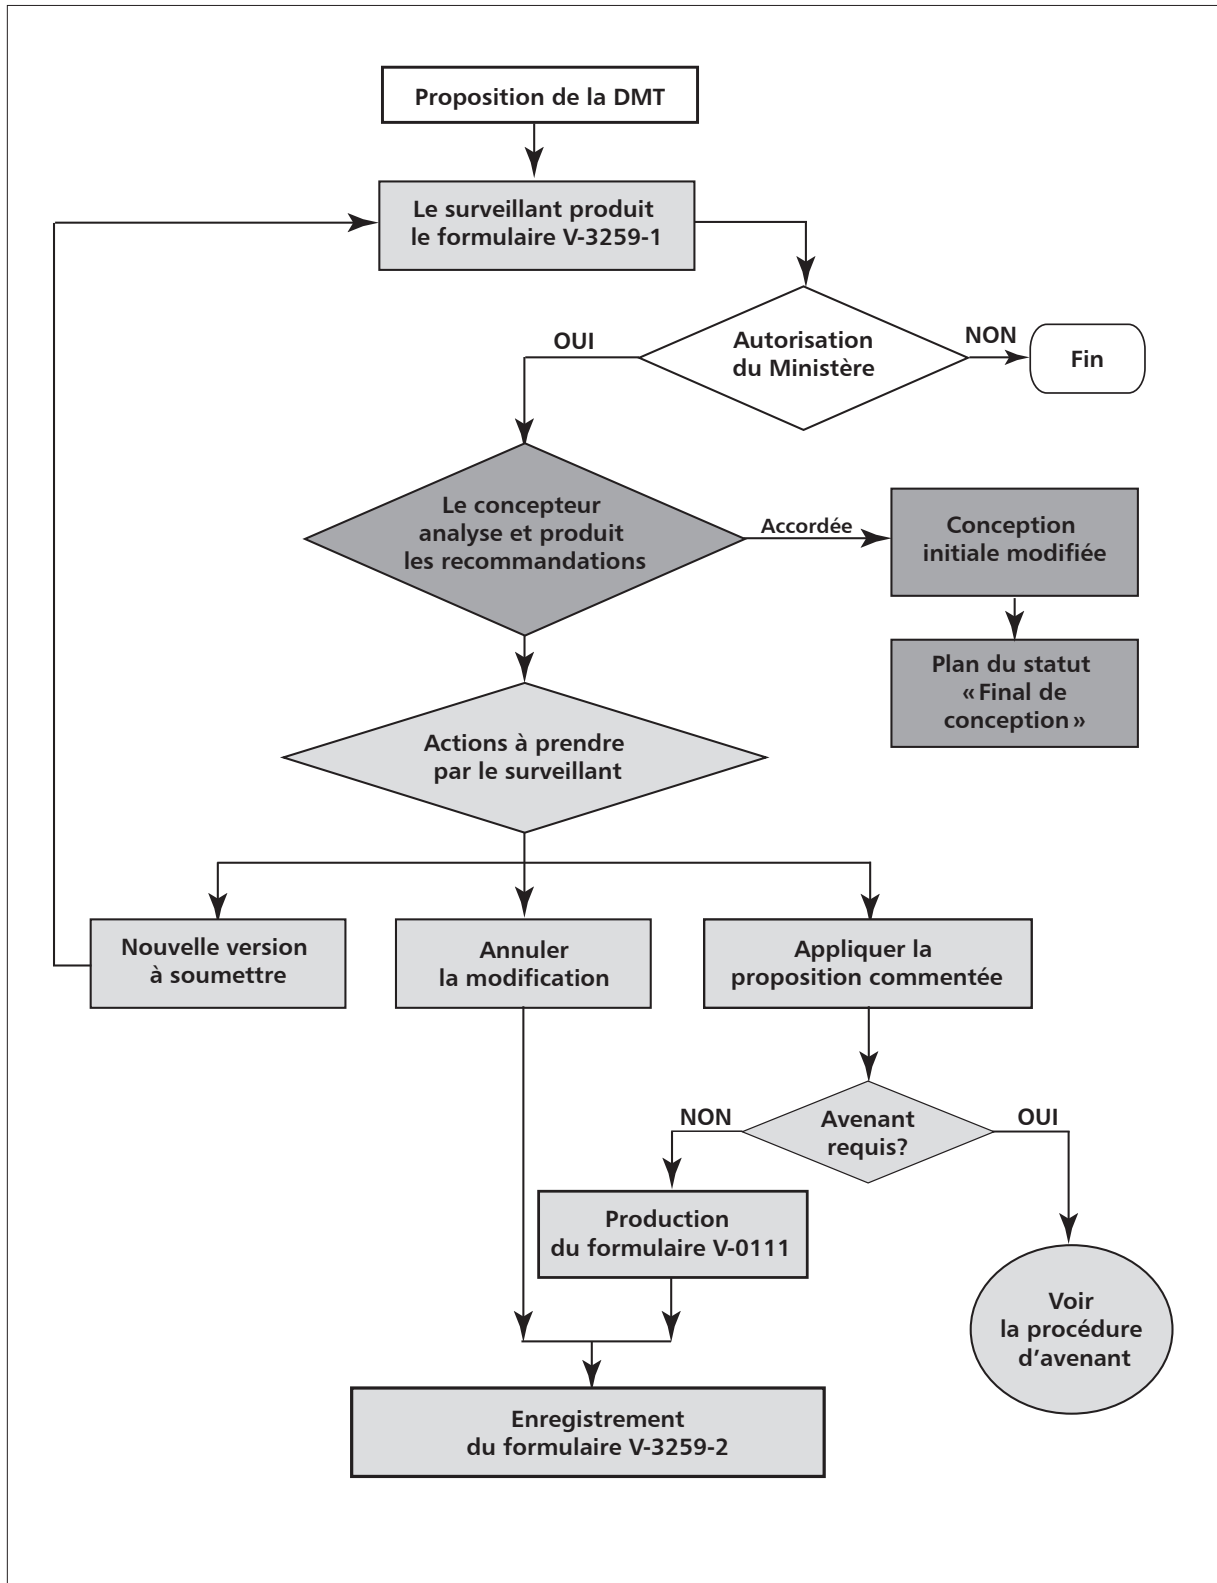 Proposition de la DMT
Le surveillant produit
le formulaire V-3259-1
Autorisation
du Ministère
OUI
NON
Fin
Le concepteur
analyse et produit
les recommandations
Accordée
Conception
initiale modifiée
Plan du statut
« Final de
conception »
Actions à prendre
par le surveillant
Nouvelle version
à soumettre
Annuler
la modification
Appliquer la
proposition commentée
Avenant
requis?
NON
OUI
Production
du formulaire V-0111
Voir
la procédure
d'avenant
Enregistrement
du formulaire V-3259-2